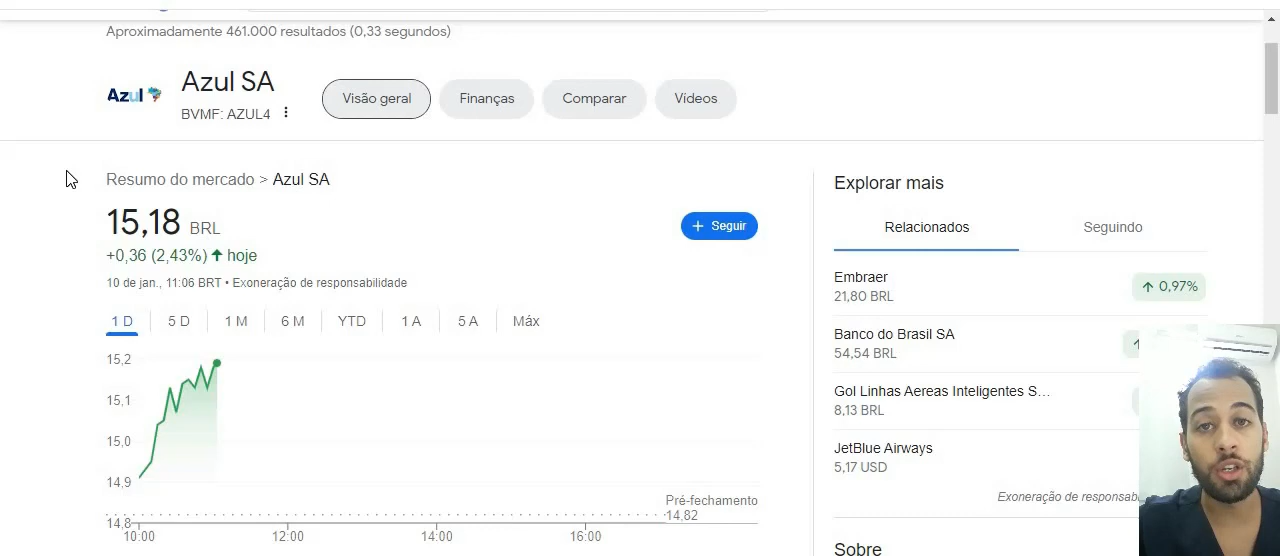 Aproximadamente 461.000 resultados (0,33 segundos)
Azul
Azul SA
BVMF: AZUL4
Visão geral
Finanças
Comparar
Vídeos
Resumo do mercado > Azul SA
15,18 BRL
+ Seguir
+0,36 (2,43%) ↑ hoje
10 de jan., 11:06 BRT • Exoneração de responsabilidade
1 D
5 D
1 M
6 M
YTD
1 A
5 A
Máx
15,2
15,1
15,0
14,9
14,8
Pré-fechamento
14,82
10:00
12:00
14:00
16:00
Explorar mais
Relacionados
Seguindo
Embraer
21,80 BRL
↑ 0,97%
Banco do Brasil SA
54,54 BRL
↑
Gol Linhas Aereas Inteligentes S...
8,13 BRL
JetBlue Airways
5,17 USD
Exoneração de responsab
Sobre